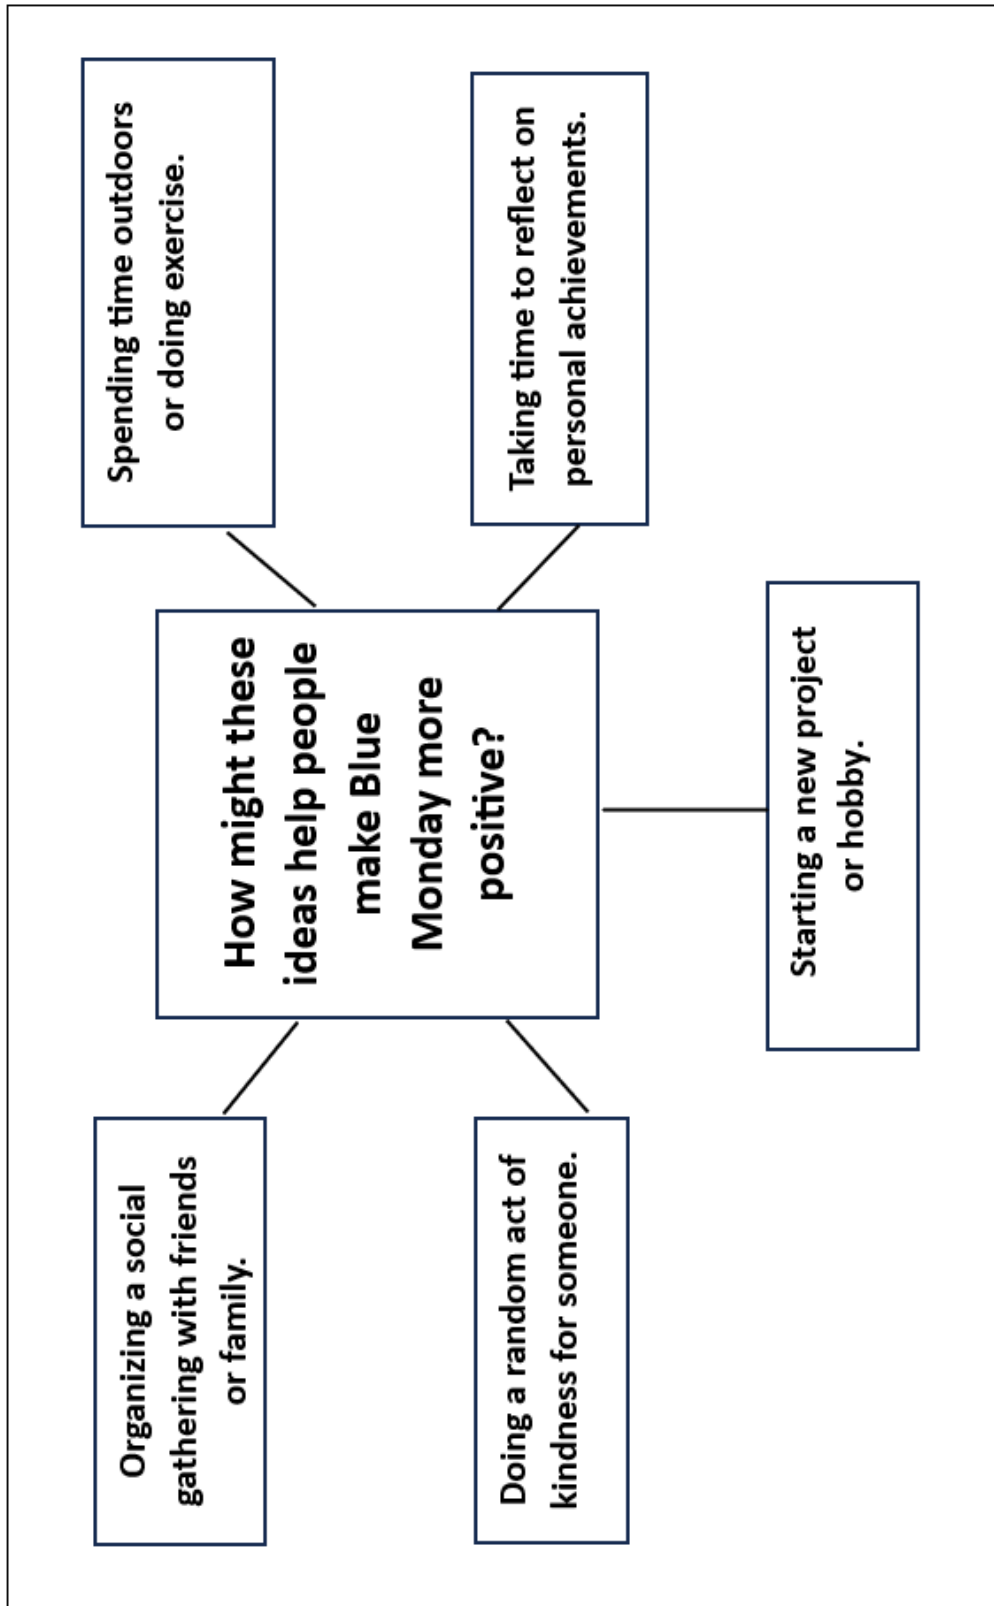 Organizing a social
gathering with friends
or family.
Spending time outdoors
or doing exercise.
How might these
ideas help people
make Blue
Monday more
positive?
Doing a random act of
kindness for someone.
Taking time to reflect on
personal achievements.
Starting a new project
or hobby.